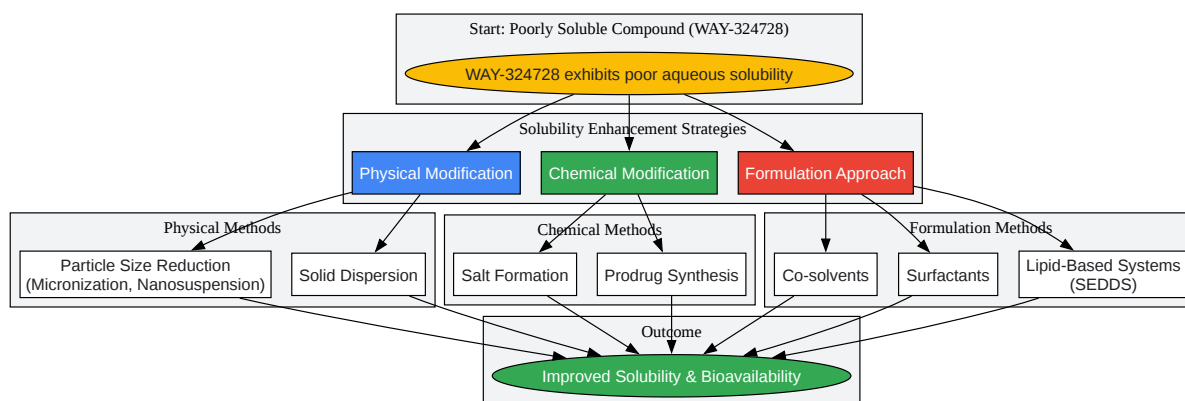 Start: Poorly Soluble Compound (WAY-324728)
WAY-324728 exhibits poor aqueous solubility
Solubility Enhancement Strategies
Physical Modification
Chemical Modification
Formulation Approach
Physical Methods
Particle Size Reduction
(Micronization, Nanosuspension)
Solid Dispersion
Chemical Methods
Salt Formation
Prodrug Synthesis
Formulation Methods
Co-solvents
Surfactants
Lipid-Based Systems
(SEDDS)
Outcome
Improved Solubility & Bioavailability